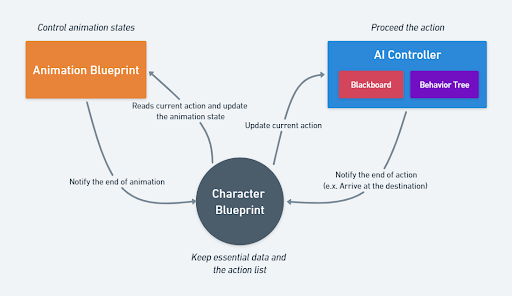 Control animation states
Proceed the action
Animation Blueprint
AI Controller
Blackboard
Behavior Tree
Reads current action and update
the animation state
Update current action
Notify the end of animation
Notify the end of action
(e.x. Arrive at the destination)
Character
Blueprint
Keep essential data and
the action list